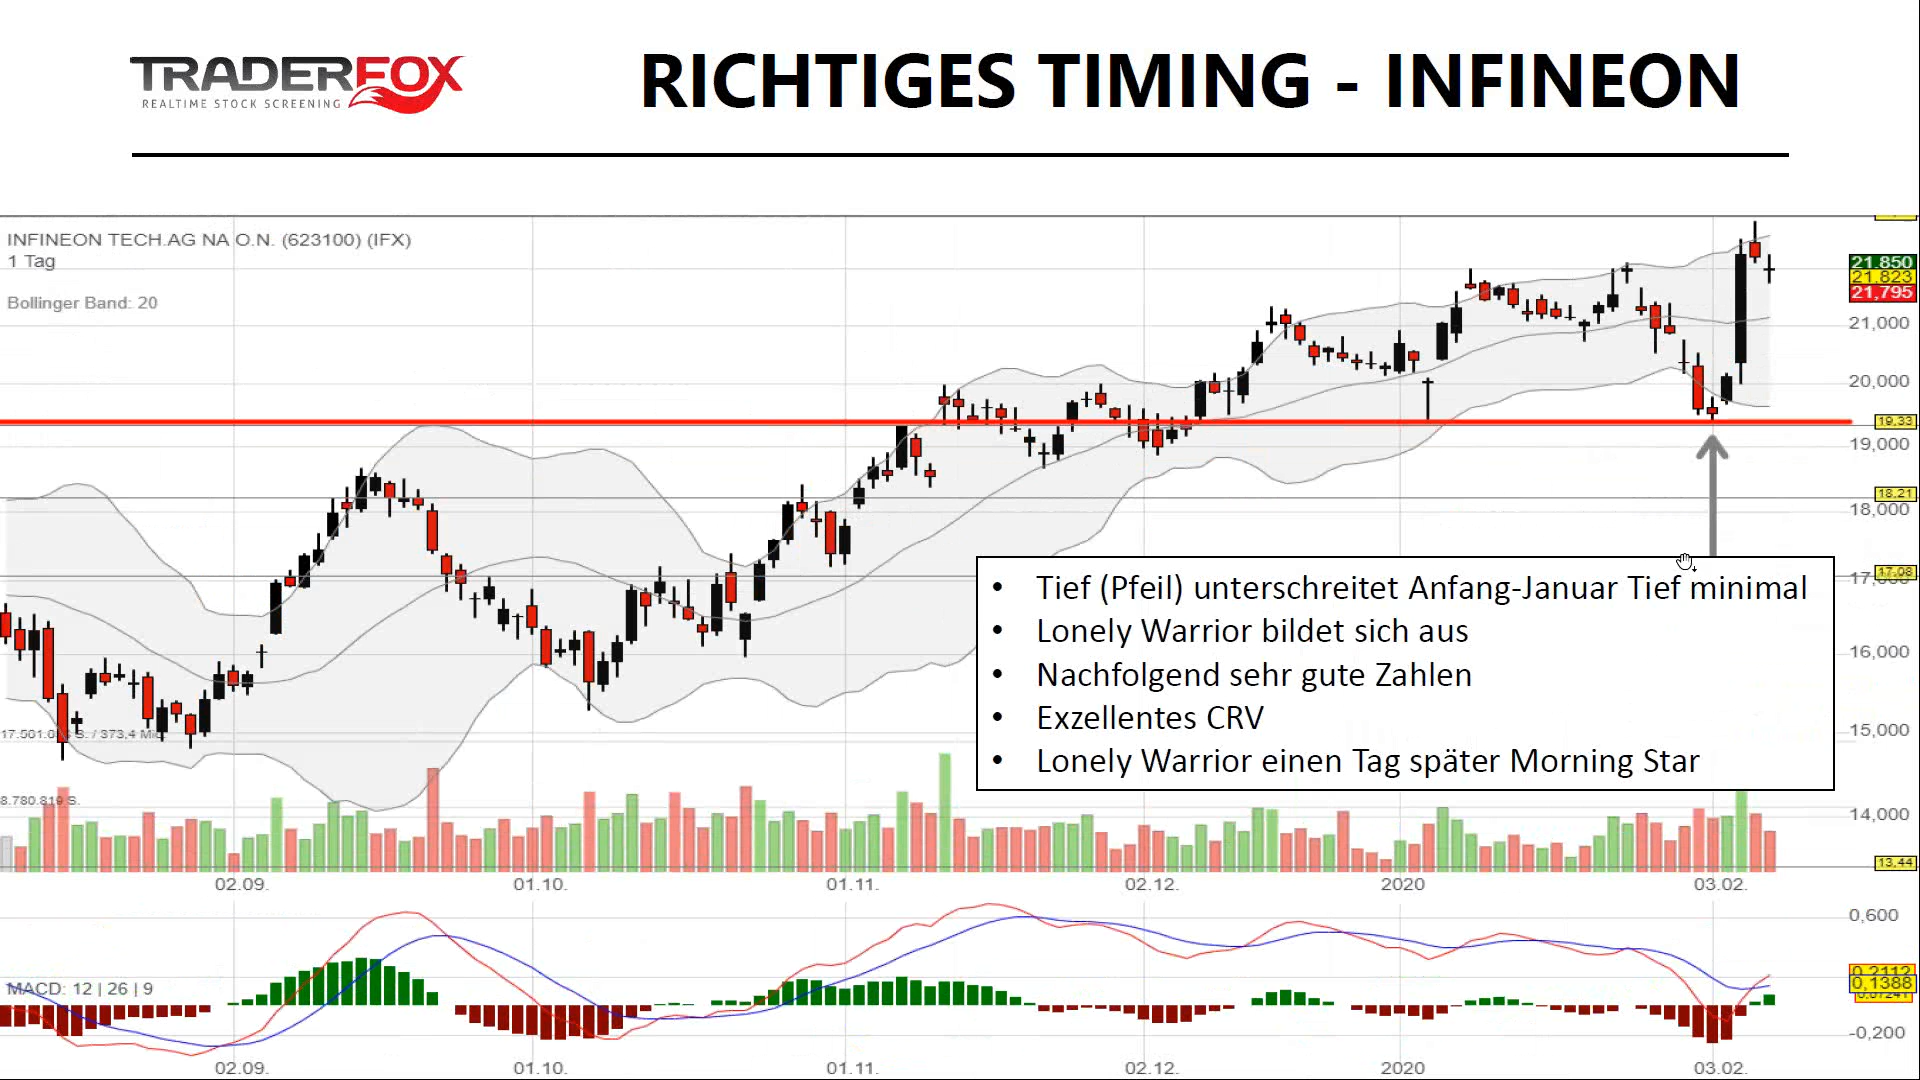 TRADERFOX
REALTIME STOCK SCREENING
RICHTIGES TIMING - INFINEON
INFINEON TECH.AG NA O.N. (623100) (IFX)
1 Tag
Bollinger Band: 20
21.850
21.823
21,795
21,000
20,000
19,33
19,000
18,21
18,000
17,08
16,000
15,000
14,000
13,44
• Tief (Pfeil) unterschreitet Anfang-Januar Tief minimal
• Lonely Warrior bildet sich aus
• Nachfolgend sehr gute Zahlen
• Exzellentes CRV
• Lonely Warrior einen Tag später Morning Star
8.780.819 S.
02.09. 01.10. 01.11. 02.12. 2020 03.02.
0,600
MACD: 12 | 26 | 9
0,2112
0,1388
-0,200
02.09. 01.10. 01.11. 02.12. 2020 03.02.